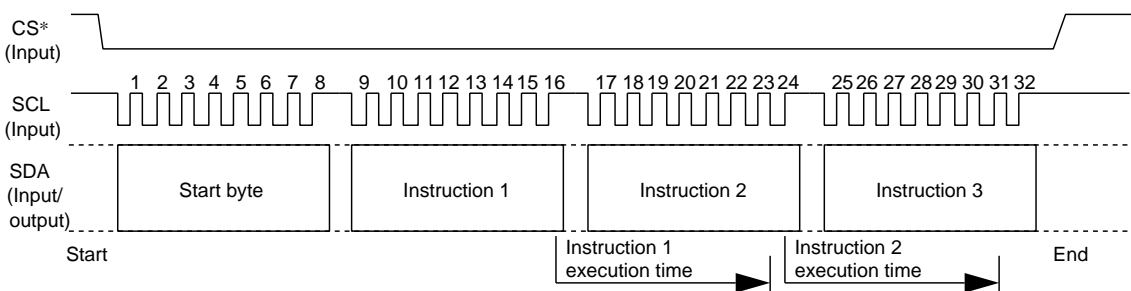 CS*
(Input)
1 2 3 4 5 6 7 8 9 10 11 12 13 14 15 16 17 18 19 20 21 22 23 24 25 26 27 28 29 30 31 32
SCL
(Input)
SDA
(Input/
output)
Start byte
Instruction 1
Instruction 2
Instruction 3
Start
Instruction 1
execution time
Instruction 2
execution time
End